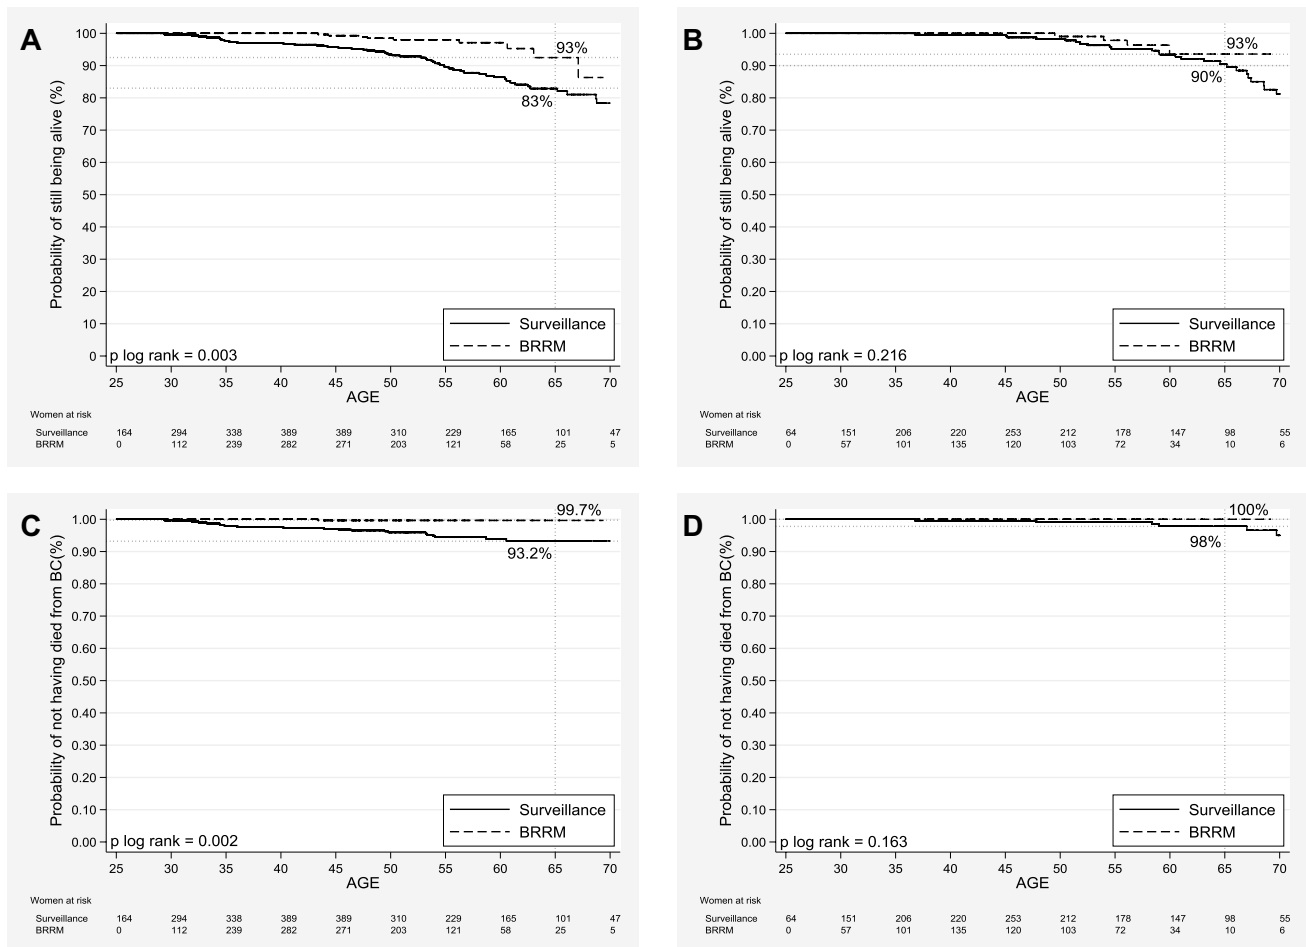 A
Probability of still being alive (%)
100
90
80
70
60
50
40
30
20
10
0
93%
83%
Surveillance
BRRM
p log rank = 0.003
25 30 35 40 45 50 55 60 65 70
AGE
Women at risk
Surveillance 164 294 338 389 389 310 229 165 101 47
BRRM 0 112 239 282 271 203 121 58 25 5
B
Probability of still being alive (%)
1.00
0.90
0.80
0.70
0.60
0.50
0.40
0.30
0.20
0.10
0.00
93%
90%
Surveillance
BRRM
p log rank = 0.216
25 30 35 40 45 50 55 60 65 70
AGE
Women at risk
Surveillance 64 151 206 220 253 212 178 147 98 55
BRRM 0 57 101 135 120 103 72 34 10 6
C
Probability of not having died from BC(%)
1.00
0.90
0.80
0.70
0.60
0.50
0.40
0.30
0.20
0.10
0.00
99.7%
93.2%
Surveillance
BRRM
p log rank = 0.002
25 30 35 40 45 50 55 60 65 70
AGE
Women at risk
Surveillance 164 294 338 389 389 310 229 165 101 47
BRRM 0 112 239 282 271 203 121 58 25 5
D
Probability of not having died from BC(%)
1.00
0.90
0.80
0.70
0.60
0.50
0.40
0.30
0.20
0.10
0.00
100%
98%
Surveillance
BRRM
p log rank = 0.163
25 30 35 40 45 50 55 60 65 70
AGE
Women at risk
Surveillance 64 151 206 220 253 212 178 147 98 55
BRRM 0 57 101 135 120 103 72 34 10 6